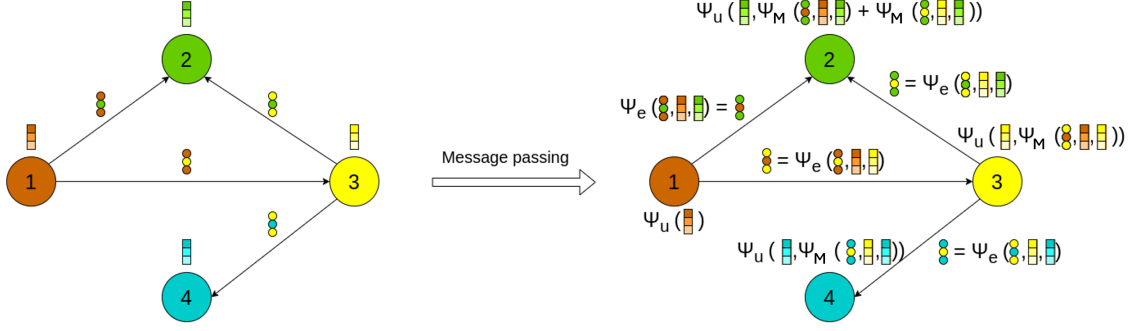 Ψu ( ,ΨM ( , , ) + ΨM ( , , ))
2
2
= Ψe ( , , )
Ψe ( , , ) =
Ψu ( ,ΨM ( , , ))
Message passing
= Ψe ( , , )
1
3
1
3
Ψu ( )
Ψu ( ,ΨM ( , , ))
= Ψe ( , , )
4
4